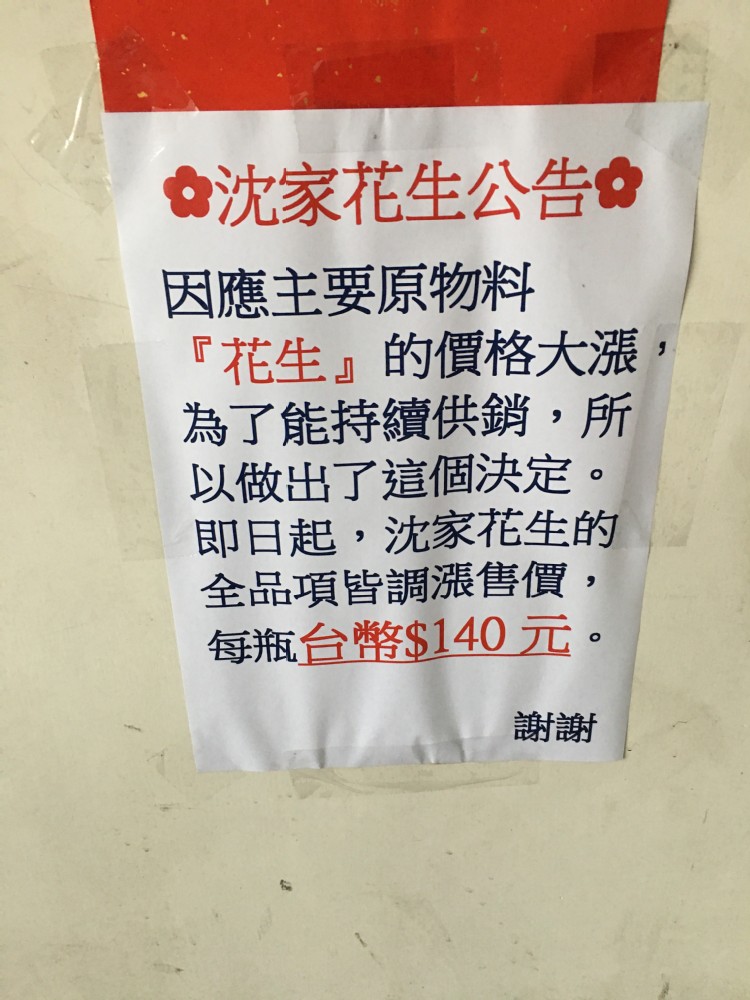 ✿沈家花生公告✿
因應主要原物料
『花生』的價格大漲，
為了能持續供銷，所
以做出了這個決定。
即日起，沈家花生的
全品項皆調漲售價，
每瓶台幣$140 元。
謝謝